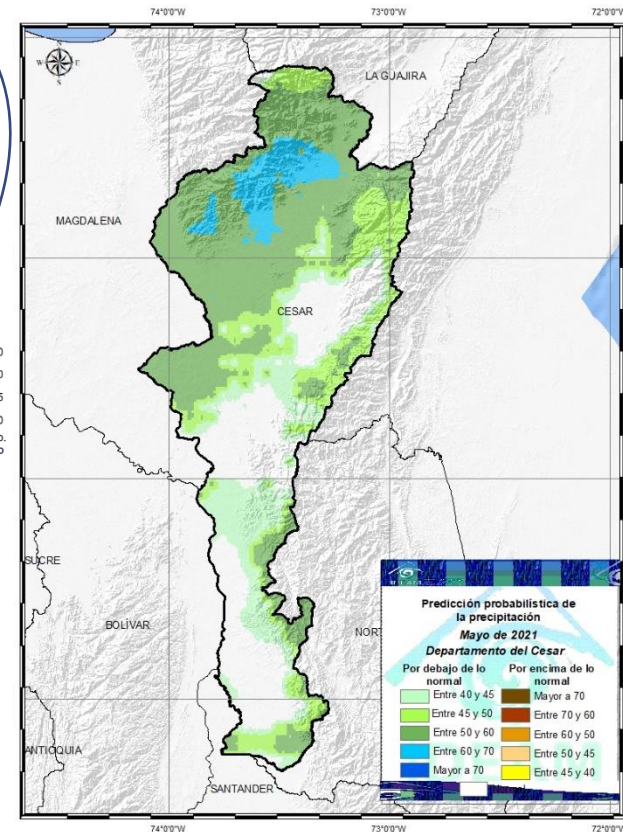 74°0'0"W 73°0'0"W 72°0'0"W
N
W E
S
LA GUAJIRA
MAGDALENA
CESAR
SUCRE
BOLÍVAR
NORT
ANTIOQUIA
SANTANDER
Predicción probabilística de
la precipitación
Mayo de 2021
Departamento del Cesar
Por debajo de lo
normal
Entre 40 y 45
Entre 45 y 50
Entre 50 y 60
Entre 60 y 70
Mayor a 70
Por encima de lo
normal
Mayor a 70
Entre 70 y 60
Entre 60 y 50
Entre 50 y 45
Entre 45 y 40
Normal
74°0'0"W 73°0'0"W 72°0'0"W